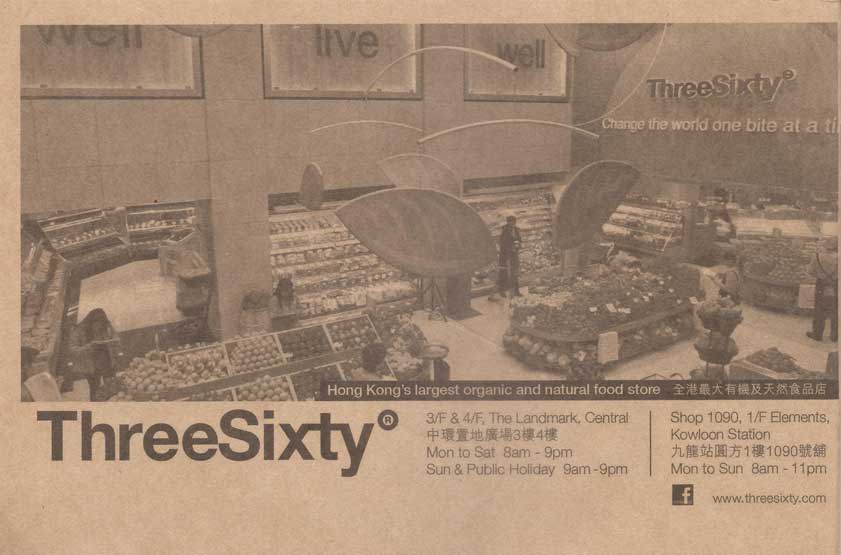 well
live
well
ThreeSixty
Change the world one bite at a ti
Hong Kong's largest organic and natural food store 全港最大有機及天然食品店
ThreeSixty®
3/F & 4/F, The Landmark, Central
中環置地廣場3樓4樓
Mon to Sat 8am - 9pm
Sun & Public Holiday 9am-9pm
Shop 1090, 1/F Elements,
Kowloon Station
九龍站圓方1樓1090號舖
Mon to Sun 8am - 11pm
f www.threesixty.com